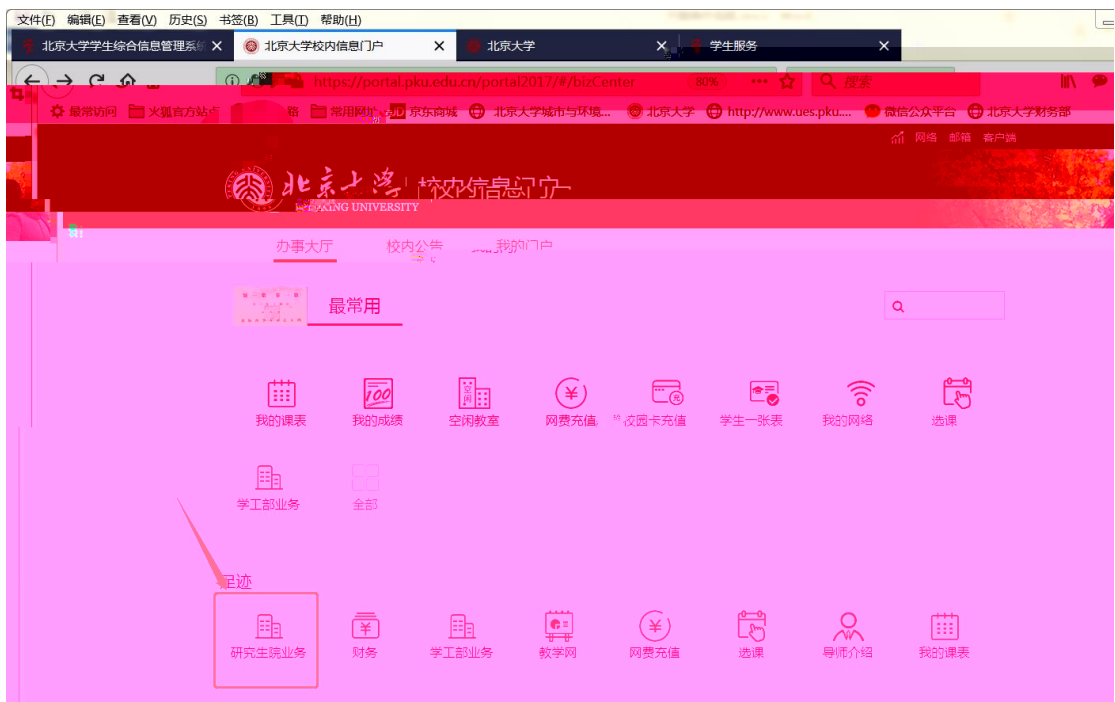 文件(F) 编辑(E) 查看(V) 历史(S) 书签(B) 工具(T) 帮助(H)
北京大学学生综合信息管理系统 北京大学校内信息门户 北京大学 学生服务
https://portal.pku.edu.cn/portal2017/#/bizCenter 80% 搜索
最常访问 火狐官方站点 常用网址 JD 京东商城 北京大学城市与环境... 北京大学 http://www.ues.pku.... 微信公众平台 北京大学财务部
网络 邮箱 客户端
北京大学 校内信息门户
PEKING UNIVERSITY
办事大厅 校内公告 我的门户
最常用
我的课表 我的成绩 空闲教室 网费充值 校园卡充值 学生一张表 我的网络 选课
学工部业务 全部
足迹
研究生院业务 财务 学工部业务 教学网 网费充值 选课 导师介绍 我的课表